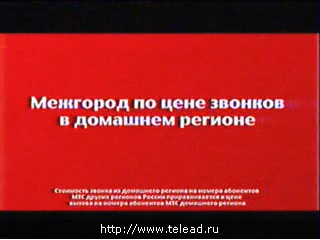 Межгород по цене звонков
в домашнем регионе
Стоимость звонка из домашнего региона на номера абонентов
МТС других регионов России приравнивается к цене
вызова на номера абонентов МТС домашнего региона
http://www.telead.ru